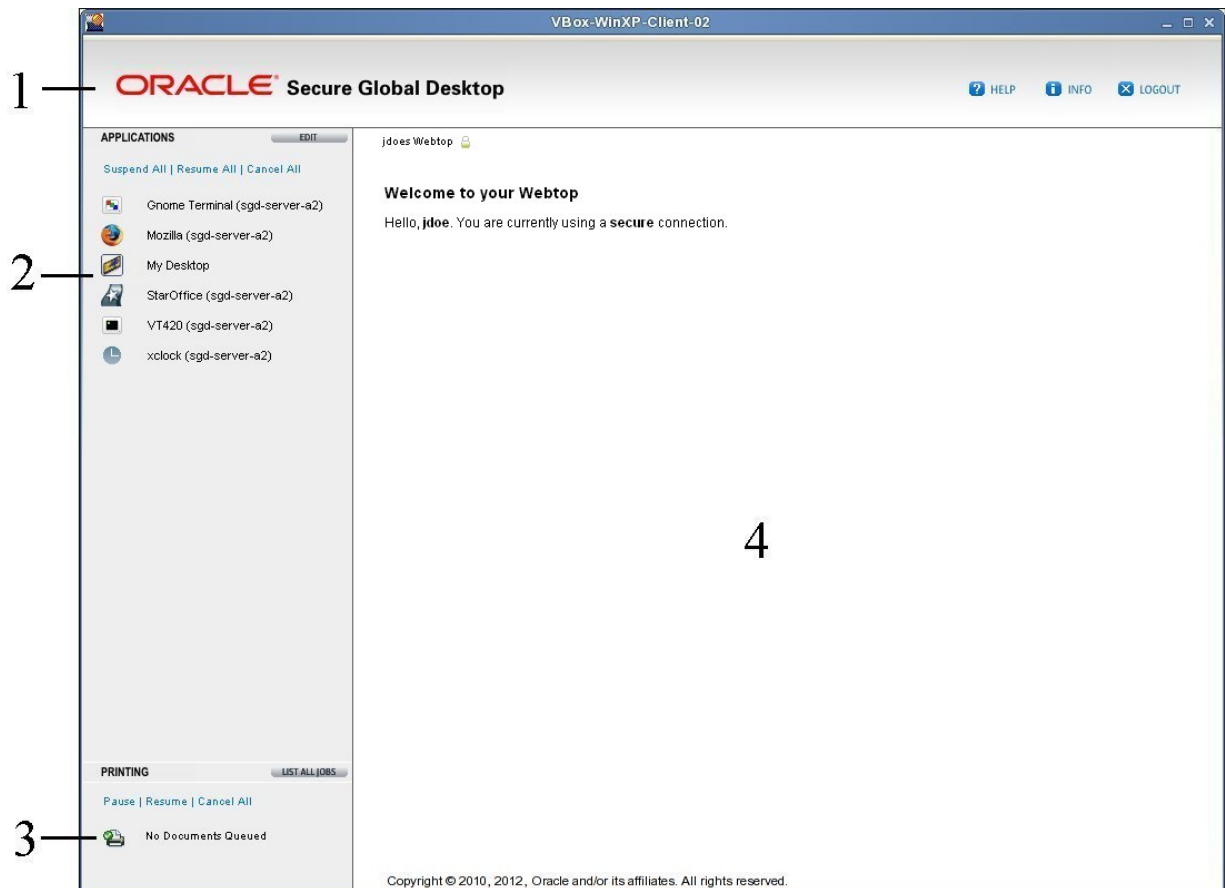 VBox-WinXP-Client-02
1
ORACLE Secure Global Desktop
HELP
INFO
LOGOUT
APPLICATIONS
EDIT
Suspend All | Resume All | Cancel All
Gnome Terminal (sgd-server-a2)
Mozilla (sgd-server-a2)
2
My Desktop
StarOffice (sgd-server-a2)
VT420 (sgd-server-a2)
xclock (sgd-server-a2)
jdoes Webtop
Welcome to your Webtop
Hello, jdoe. You are currently using a secure connection.
4
PRINTING
LIST ALL JOBS
Pause | Resume | Cancel All
3
No Documents Queued
Copyright © 2010, 2012, Oracle and/or its affiliates. All rights reserved.